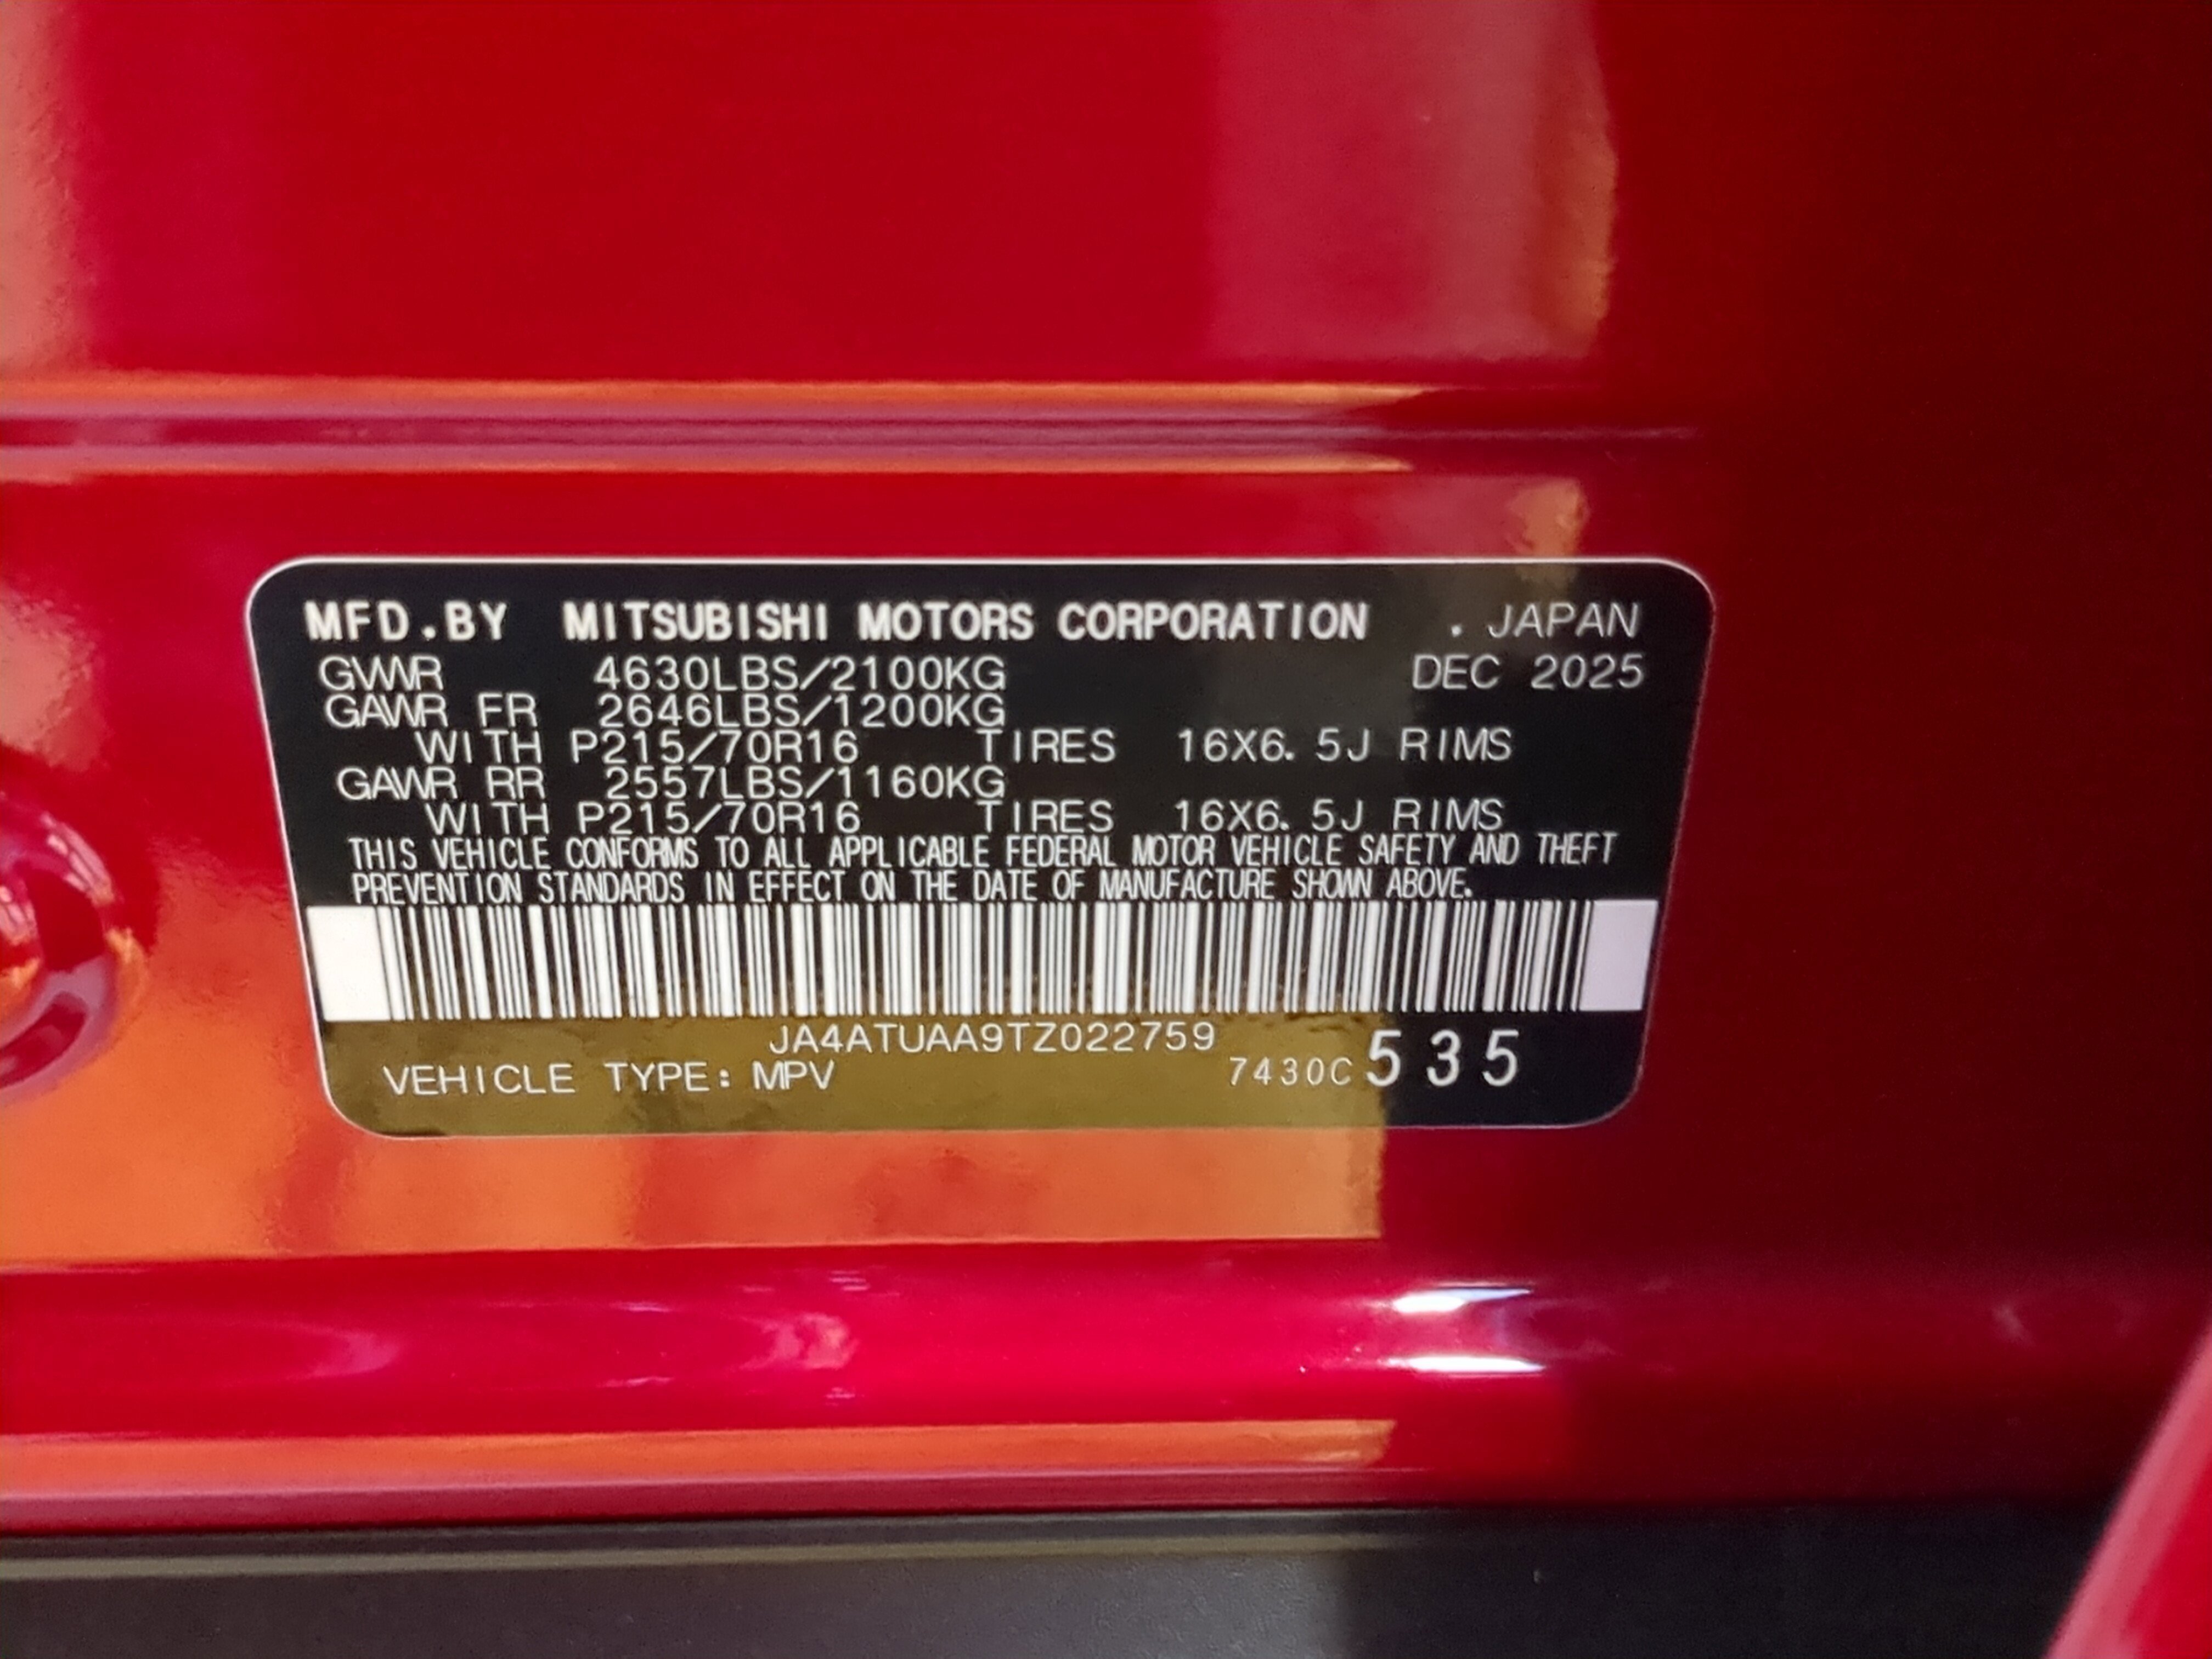 MFD.BY MITSUBISHI MOTORS CORPORATION . JAPAN
GVWR 4630LBS/2100KG DEC 2025
GAWR FR 2646LBS/1200KG
WITH P215/70R16 TIRES 16X6.5J RIMS
GAWR RR 2557LBS/1160KG
WITH P215/70R16 TIRES 16X6.5J RIMS
THIS VEHICLE CONFORMS TO ALL APPLICABLE FEDERAL MOTOR VEHICLE SAFETY AND THEFT
PREVENTION STANDARDS IN EFFECT ON THE DATE OF MANUFACTURE SHOWN ABOVE.
JA4ATUAA9TZ022759
VEHICLE TYPE: MPV 7430C 535